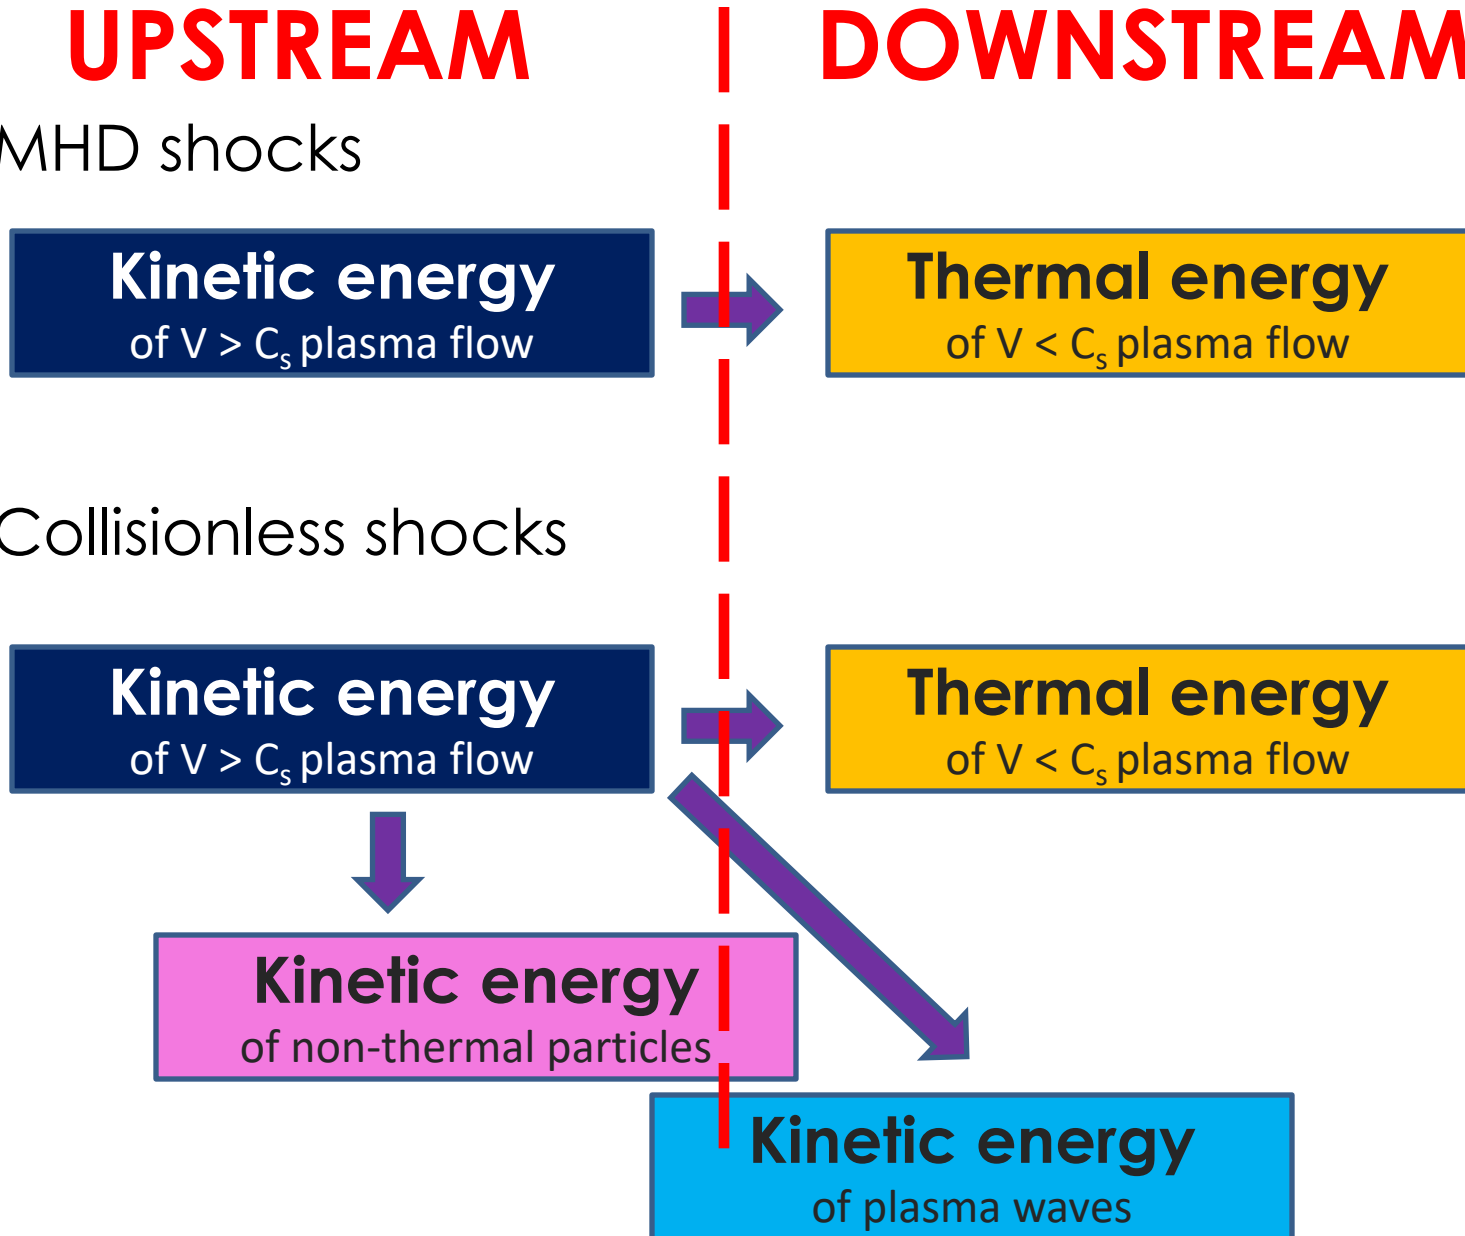 UPSTREAM
DOWNSTREAM
MHD shocks
Kinetic energy
of V > Cₛ plasma flow
Thermal energy
of V < Cₛ plasma flow
Collisionless shocks
Kinetic energy
of V > Cₛ plasma flow
Thermal energy
of V < Cₛ plasma flow
Kinetic energy
of non-thermal particles
Kinetic energy
of plasma waves